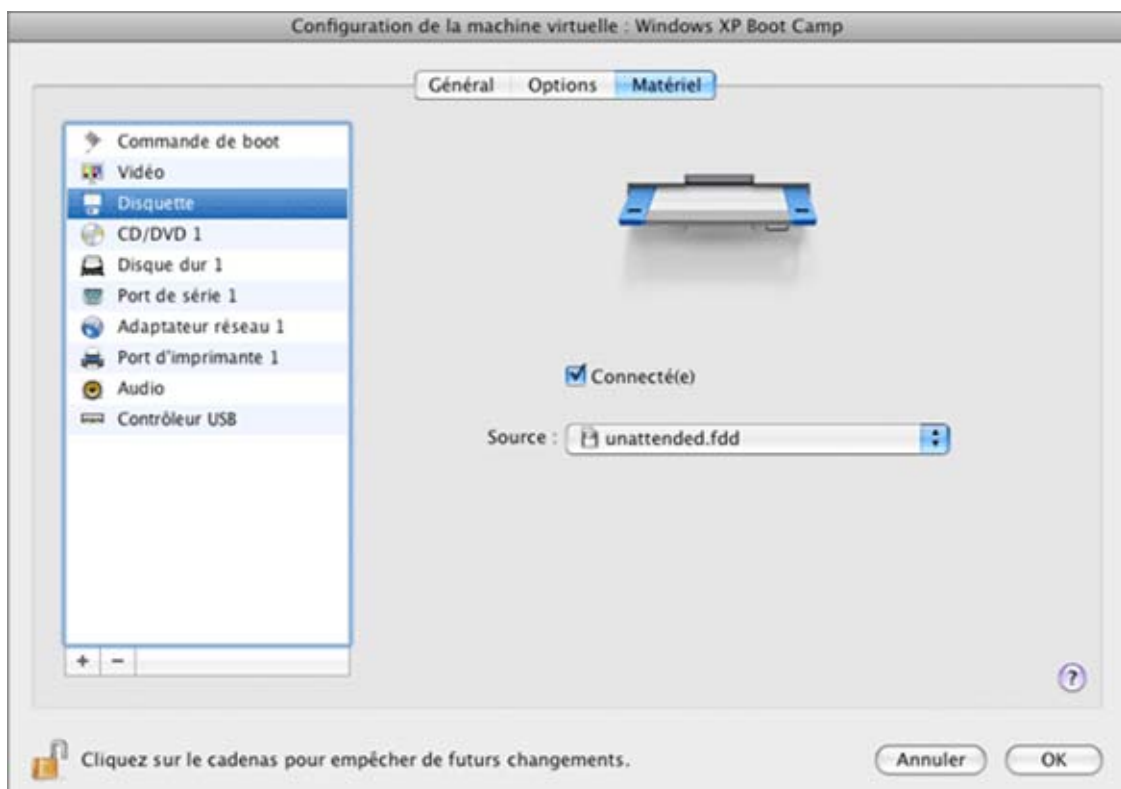 Configuration de la machine virtuelle : Windows XP Boot Camp
Général Options Matériel
Commande de boot
Vidéo
Disquette
CD/DVD 1
Disque dur 1
Port de série 1
Adaptateur réseau 1
Port d'imprimante 1
Audio
Contrôleur USB
Connecté(e)
Source : unattended.fdd
+ −
?
Cliquez sur le cadenas pour empêcher de futurs changements.
Annuler OK